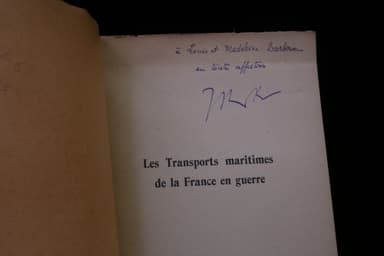 à Louis et Madeleine
en toute affection
Les Transports maritimes
de la France en guerre